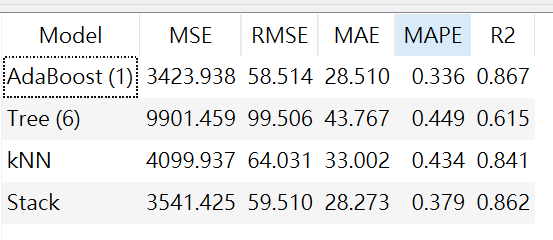 Model MSE RMSE MAE MAPE R2
AdaBoost (1) 3423.938 58.514 28.510 0.336 0.867
Tree (6) 9901.459 99.506 43.767 0.449 0.615
kNN 4099.937 64.031 33.002 0.434 0.841
Stack 3541.425 59.510 28.273 0.379 0.862